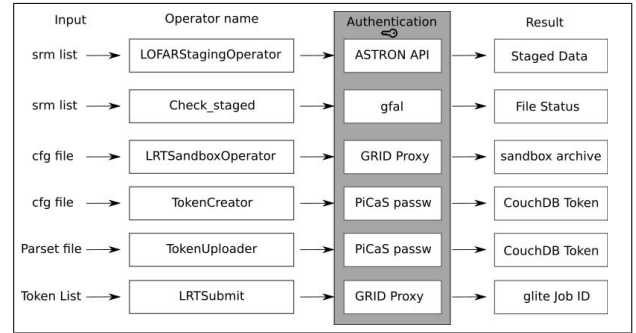 Input Operator name Authentication Result
srm list LOFARStagingOperator ASTRON API Staged Data
srm list Check_staged gfal File Status
cfg file LRTSandboxOperator GRID Proxy sandbox archive
cfg file TokenCreator PiCaS passw CouchDB Token
Parset file TokenUploader PiCaS passw CouchDB Token
Token List LRTSubmit GRID Proxy glite Job ID